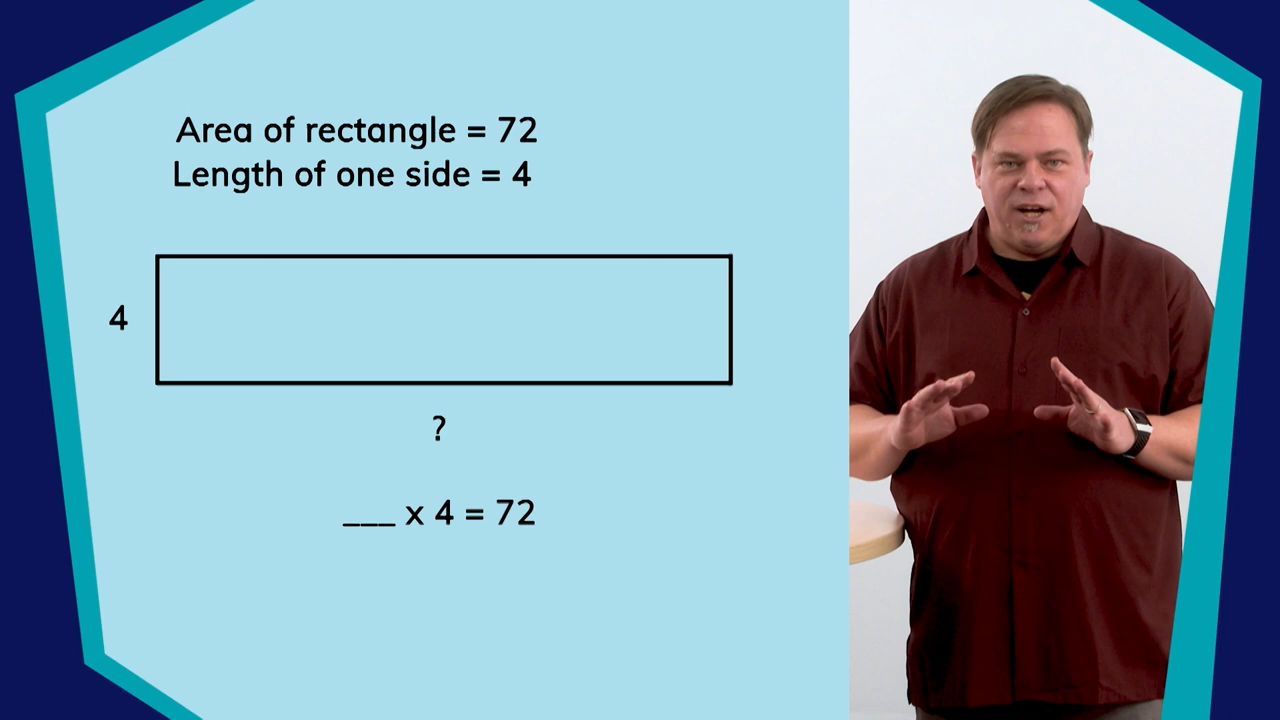 Area of rectangle = 72
Length of one side = 4
4
?
___ x 4 = 72